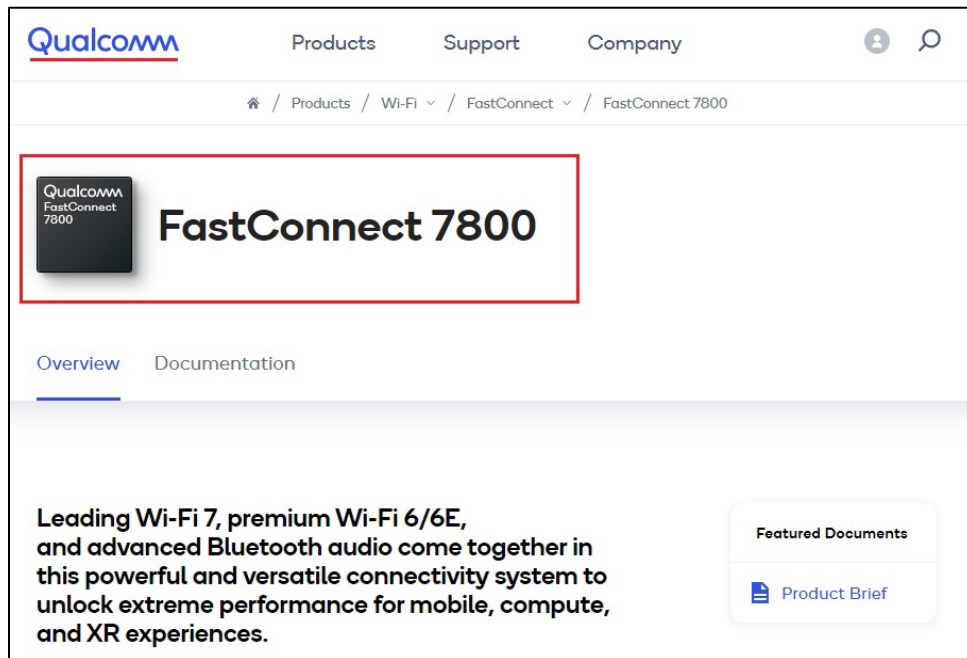 Qualcomm Products Support Company
/ Products / Wi-Fi / FastConnect / FastConnect 7800
Qualcomm
FastConnect
7800
FastConnect 7800
Overview Documentation
Leading Wi-Fi 7, premium Wi-Fi 6/6E,
and advanced Bluetooth audio come together in
this powerful and versatile connectivity system to
unlock extreme performance for mobile, compute,
and XR experiences.
Featured Documents
Product Brief